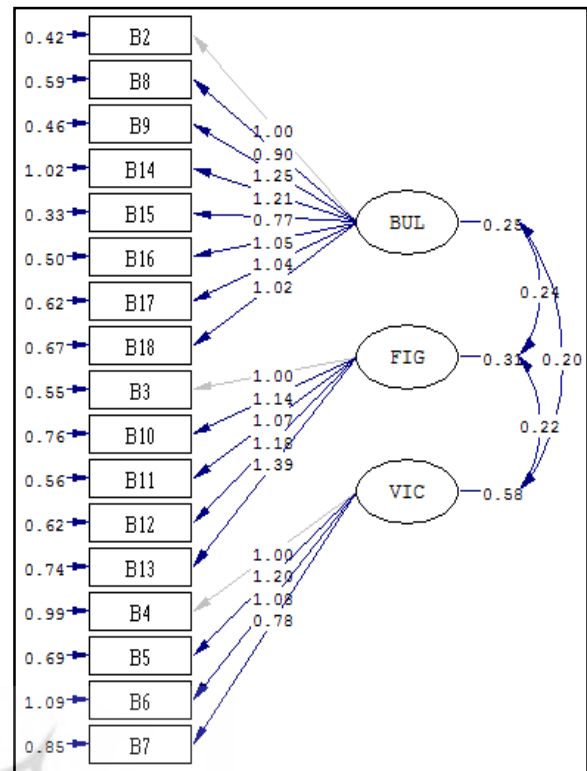 0.42 B2
0.59 B8
0.46 B9
1.02 B14
0.33 B15
0.50 B16
0.62 B17
0.67 B18
0.55 B3
0.76 B10
0.56 B11
0.62 B12
0.74 B13
0.99 B4
0.69 B5
1.09 B6
0.85 B7
1.00
0.90
1.25
1.21
0.77
1.05
1.04
1.02
1.00
1.14
1.07
1.18
1.39
1.00
1.20
1.08
0.78
BUL 0.25
FIG 0.31
VIC 0.58
0.24
0.20
0.22